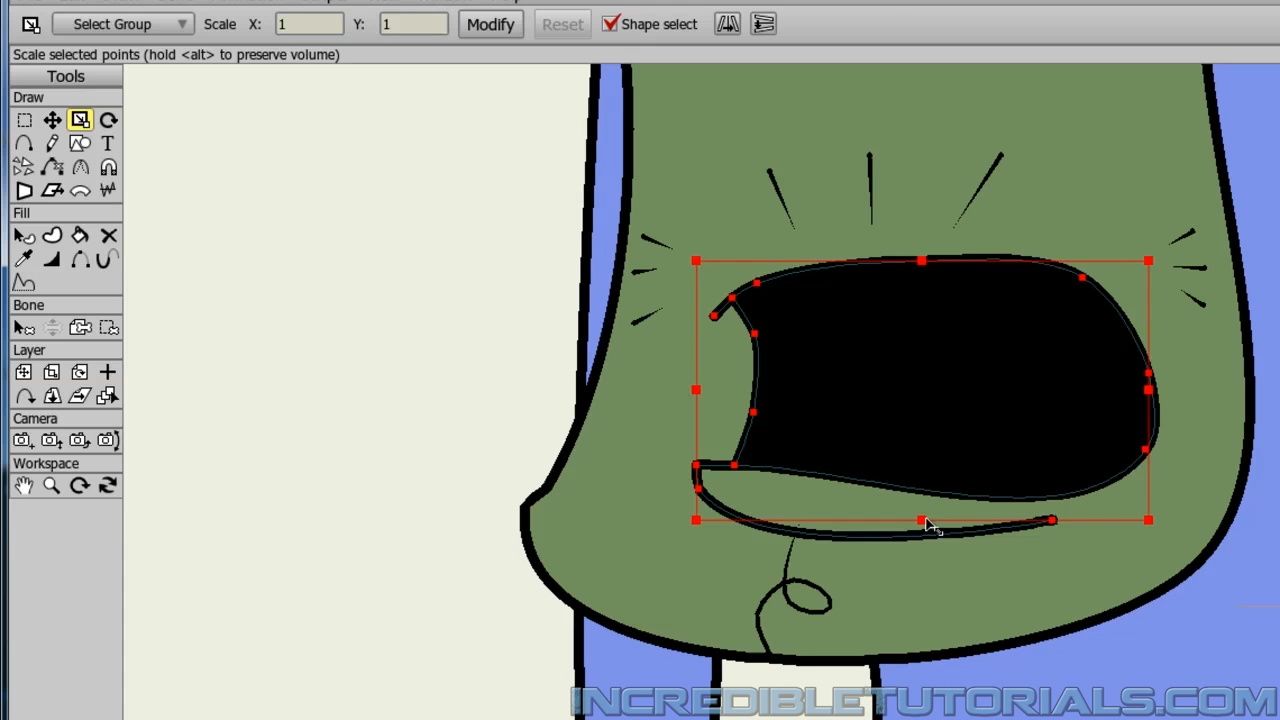 Select Group Scale X: 1 Y: 1 Modify Reset Shape select
Scale selected points (hold <alt> to preserve volume)
Tools
Draw
Fill
Bone
Layer
Camera
Workspace
INCREDIBLETUTORIALS.COM